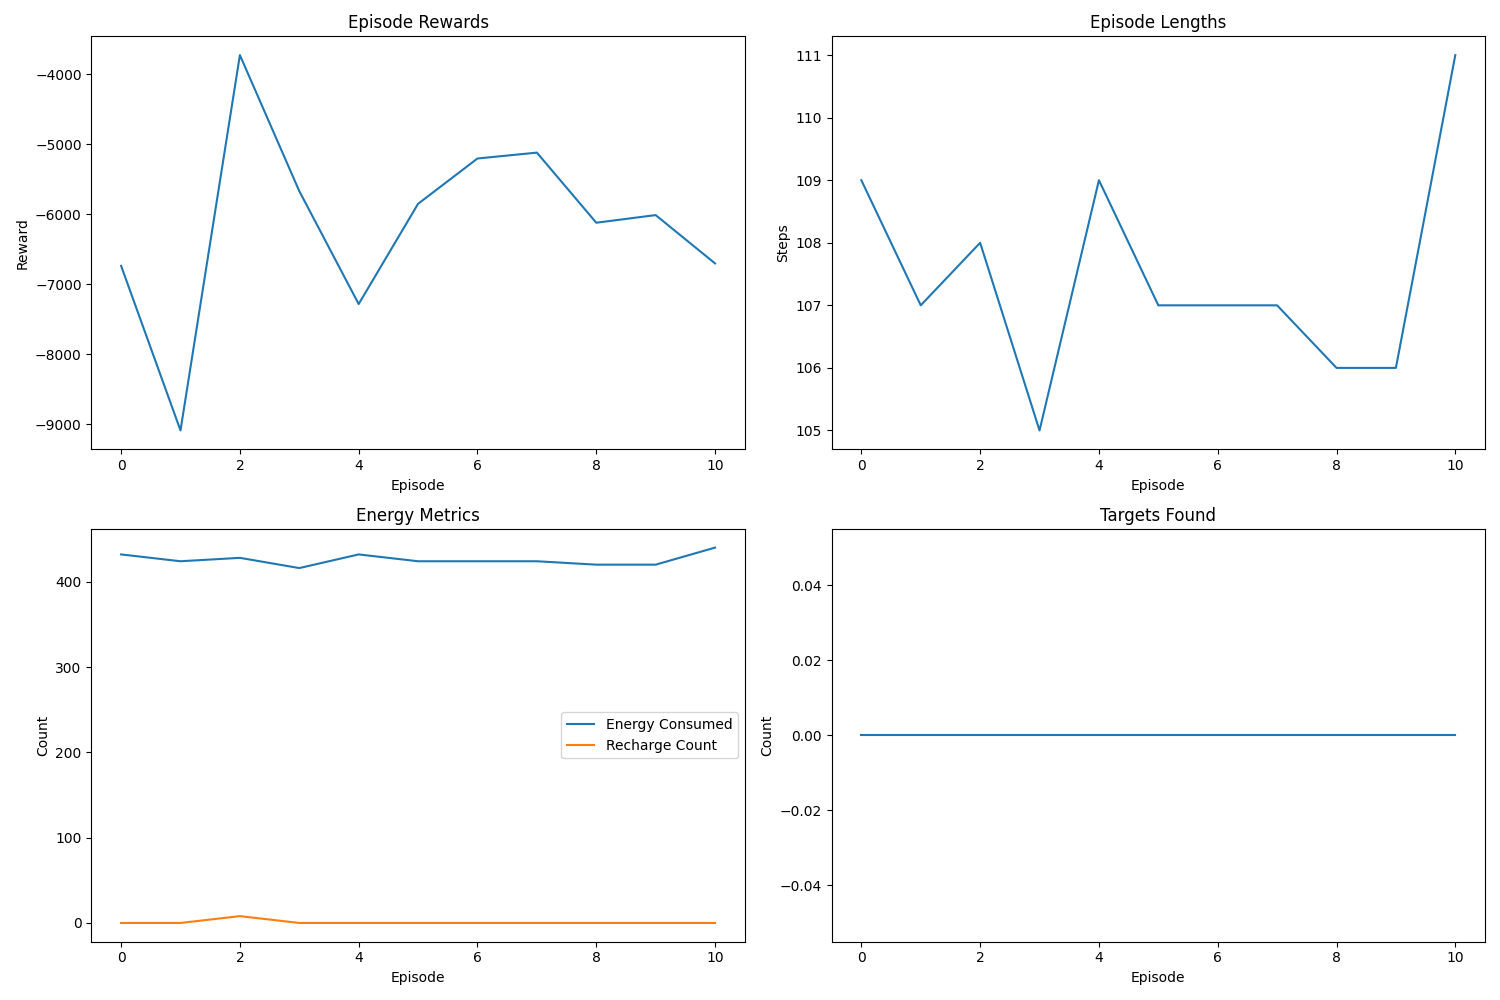 Episode Rewards
−4000
−5000
−6000
−7000
−8000
−9000
Reward
0 2 4 6 8 10
Episode
Episode Lengths
111
110
109
108
107
106
105
Steps
0 2 4 6 8 10
Episode
Energy Metrics
400
300
200
100
0
Count
Energy Consumed
Recharge Count
0 2 4 6 8 10
Episode
Targets Found
0.04
0.02
0.00
−0.02
−0.04
Count
0 2 4 6 8 10
Episode